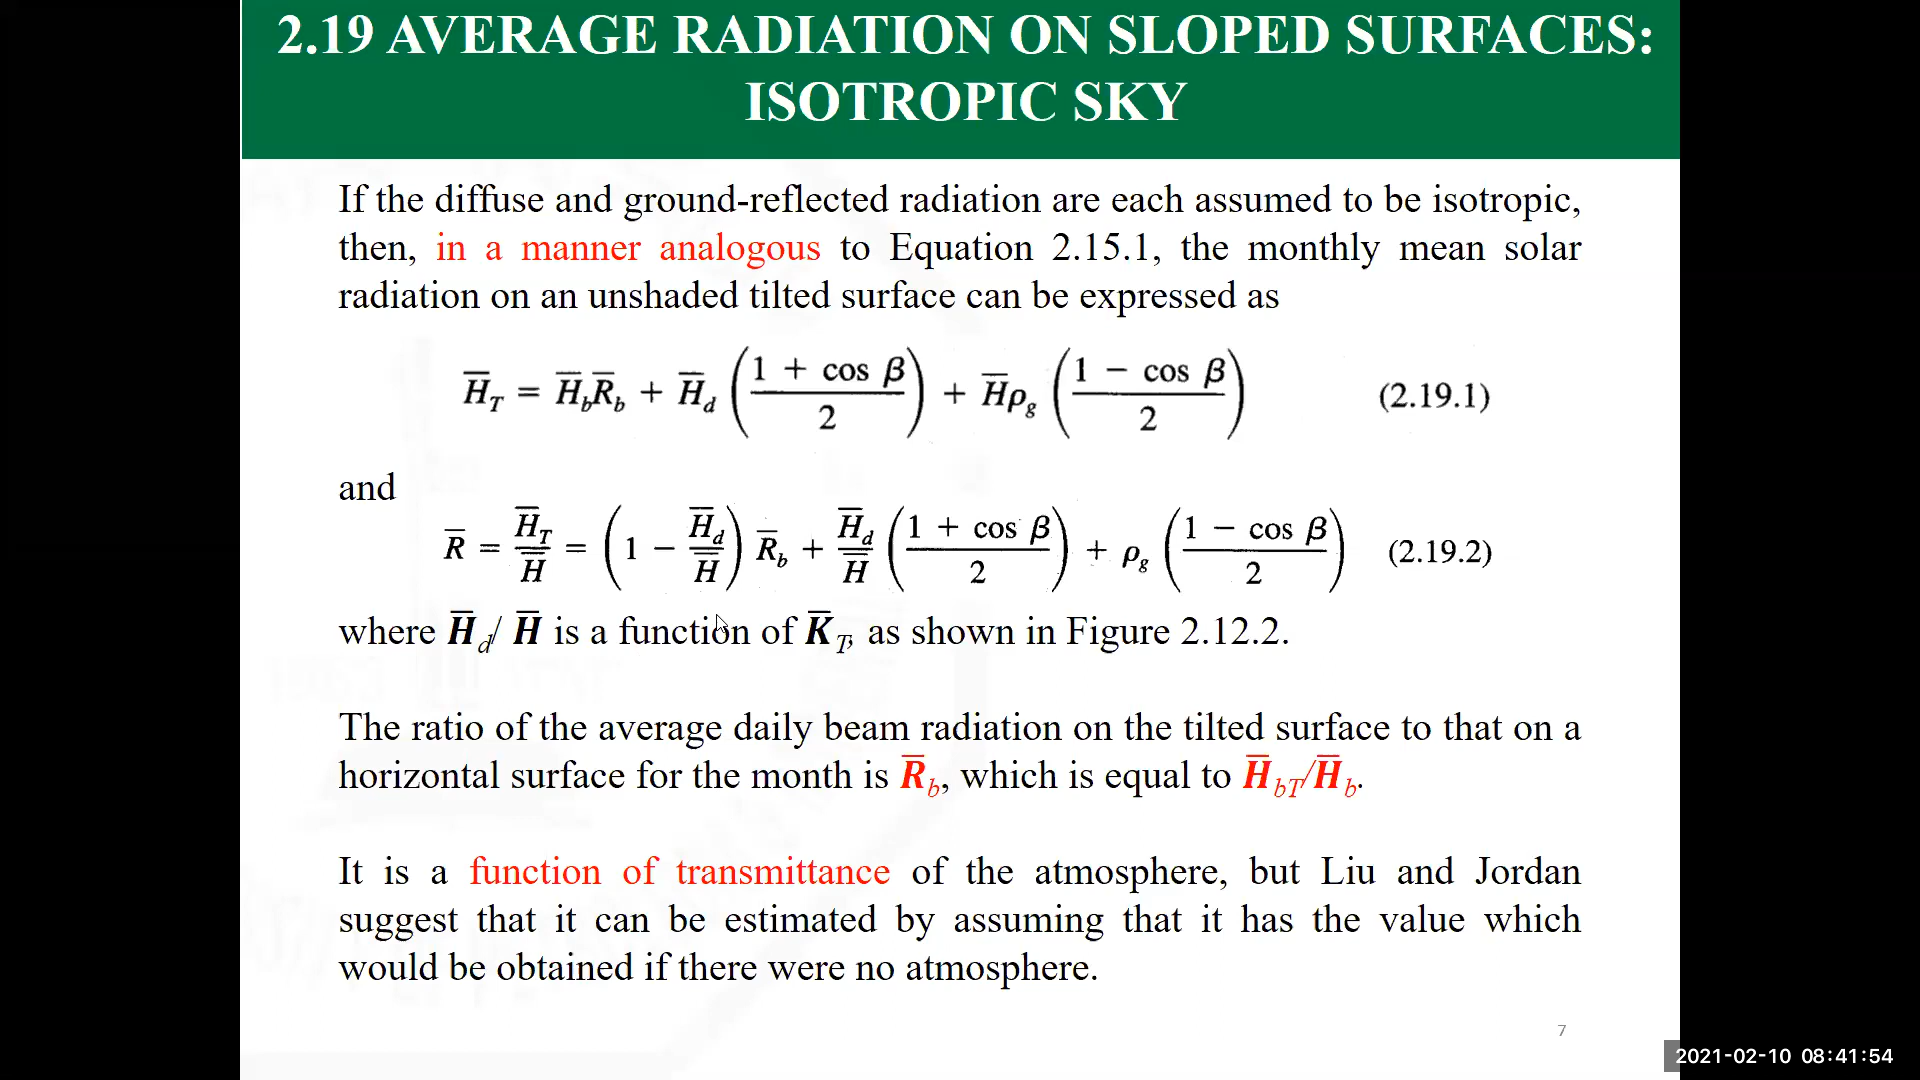 2.19 AVERAGE RADIATION ON SLOPED SURFACES:
ISOTROPIC SKY
If the diffuse and ground-reflected radiation are each assumed to be isotropic,
then, in a manner analogous to Equation 2.15.1, the monthly mean solar
radiation on an unshaded tilted surface can be expressed as
H̅_T = H̅_b R̅_b + H̅_d ((1 + cos β)/2) + H̅ρ_g ((1 − cos β)/2) (2.19.1)
and
R̅ = H̅_T/H̅ = (1 − H̅_d/H̅) R̅_b + H̅_d/H̅ ((1 + cos β)/2) + ρ_g ((1 − cos β)/2) (2.19.2)
where H̅_d/ H̅ is a function of K̅_T, as shown in Figure 2.12.2.
The ratio of the average daily beam radiation on the tilted surface to that on a
horizontal surface for the month is R̅_b, which is equal to H̅_bT/H̅_b.
It is a function of transmittance of the atmosphere, but Liu and Jordan
suggest that it can be estimated by assuming that it has the value which
would be obtained if there were no atmosphere.
7
2021-02-10 08:41:54